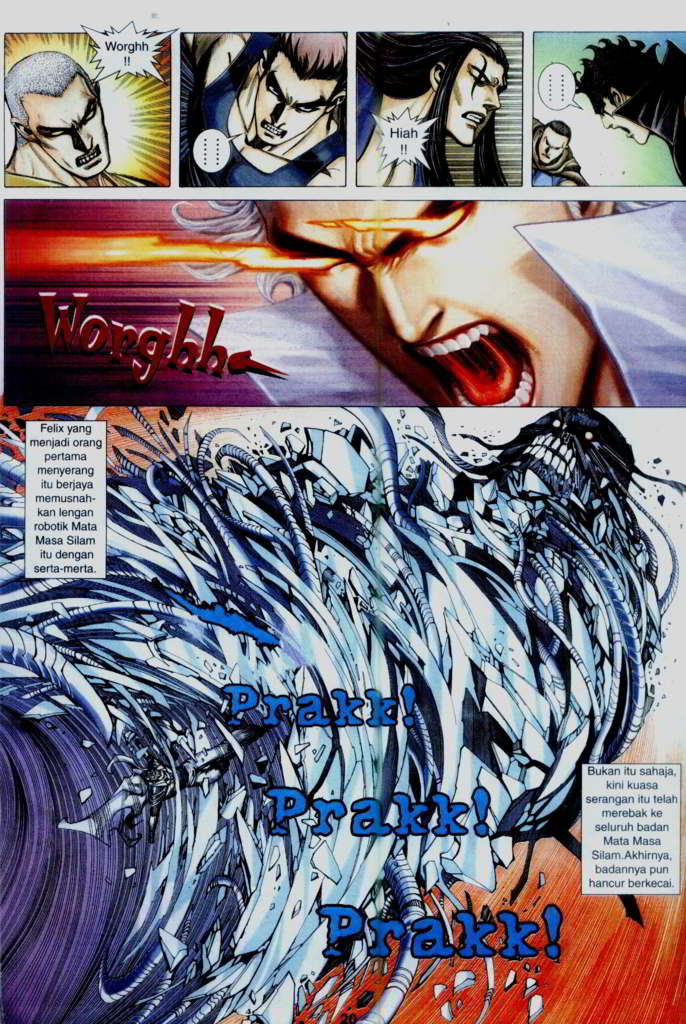 Worghh
!!
Hiah
!!
Worghh
Felix yang
menjadi orang
pertama
menyerang
itu berjaya
memusnah-
kan lengan
robotik Mata
Masa Silam
itu dengan
serta-merta.
Prakk!
Prakk!
Prakk!
Bukan itu sahaja,
kini kuasa
serangan itu telah
merebak ke
seluruh badan
Mata Masa
Silam.Akhirnya,
badannya pun
hancur berkecai.
20